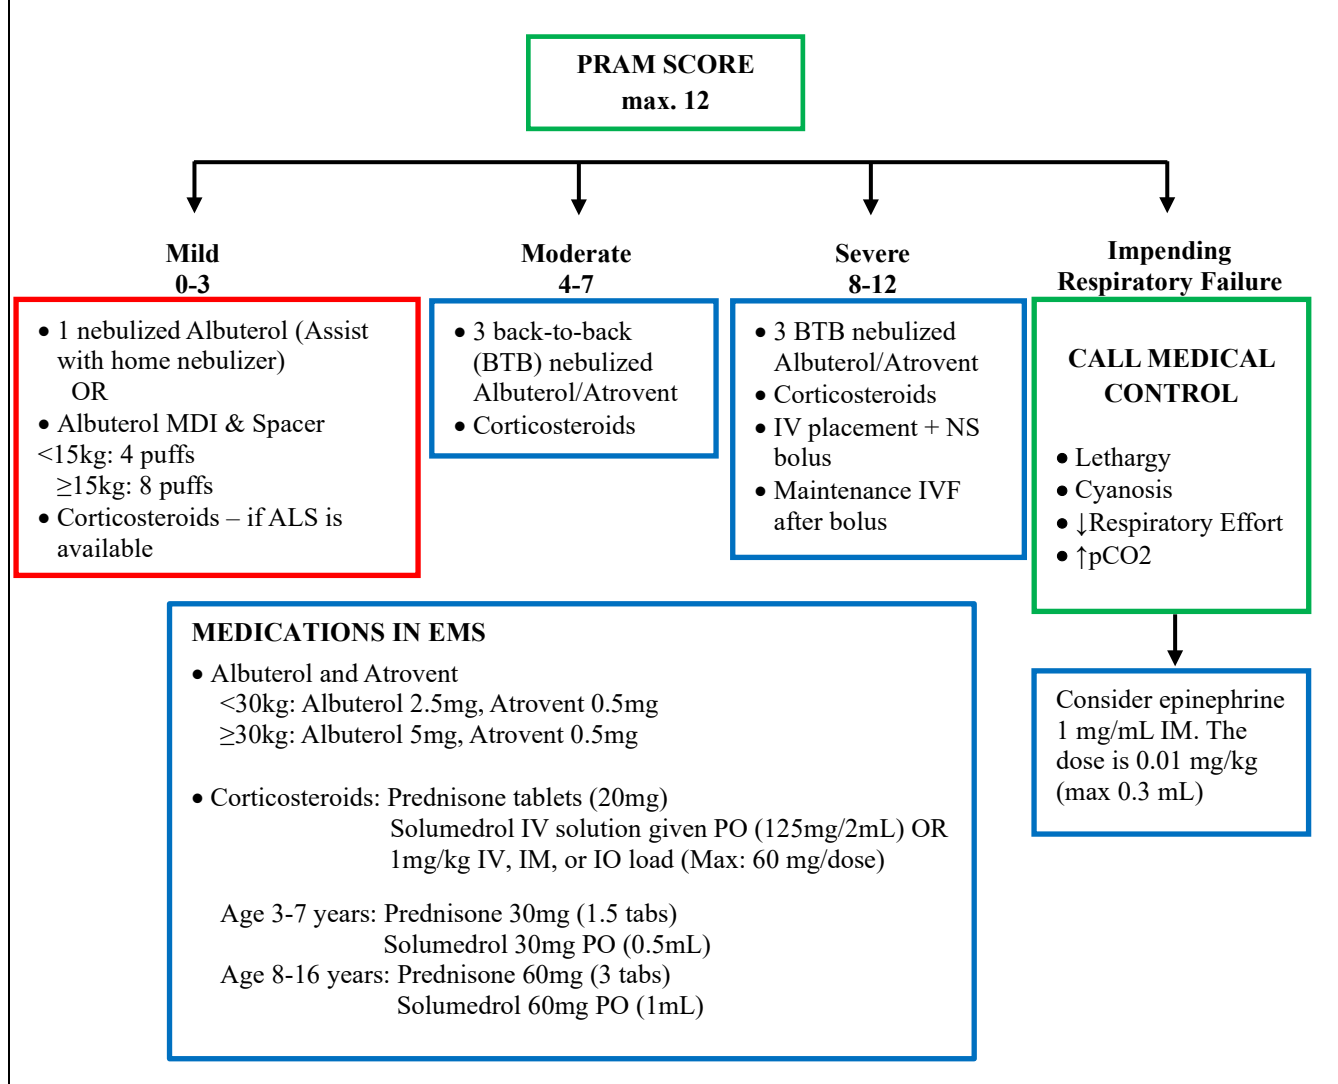 PRAM SCORE
max. 12
Mild
0-3
• 1 nebulized Albuterol (Assist
with home nebulizer)
OR
• Albuterol MDI & Spacer
<15kg: 4 puffs
≥15kg: 8 puffs
• Corticosteroids – if ALS is
available
Moderate
4-7
• 3 back-to-back
(BTB) nebulized
Albuterol/Atrovent
• Corticosteroids
Severe
8-12
• 3 BTB nebulized
Albuterol/Atrovent
• Corticosteroids
• IV placement + NS
bolus
• Maintenance IVF
after bolus
Impending
Respiratory Failure
CALL MEDICAL
CONTROL
• Lethargy
• Cyanosis
• ↓Respiratory Effort
• ↑pCO2
Consider epinephrine
1 mg/mL IM. The
dose is 0.01 mg/kg
(max 0.3 mL)
MEDICATIONS IN EMS
• Albuterol and Atrovent
<30kg: Albuterol 2.5mg, Atrovent 0.5mg
≥30kg: Albuterol 5mg, Atrovent 0.5mg
• Corticosteroids: Prednisone tablets (20mg)
Solumedrol IV solution given PO (125mg/2mL) OR
1mg/kg IV, IM, or IO load (Max: 60 mg/dose)
Age 3-7 years: Prednisone 30mg (1.5 tabs)
Solumedrol 30mg PO (0.5mL)
Age 8-16 years: Prednisone 60mg (3 tabs)
Solumedrol 60mg PO (1mL)